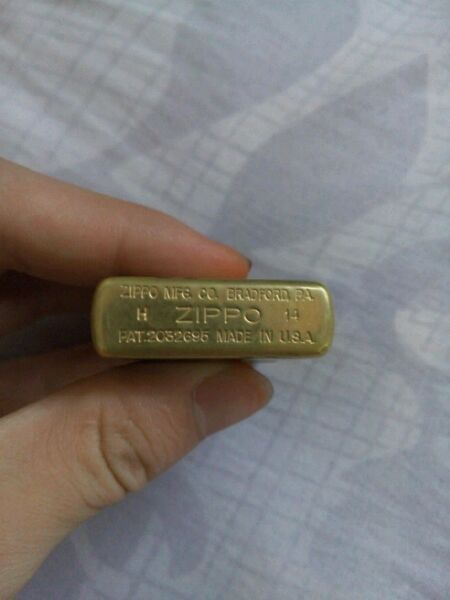 ZIPPO MFG. CO. BRADFORD, PA.
H ZIPPO 14
PAT.2032695 MADE IN U.S.A.